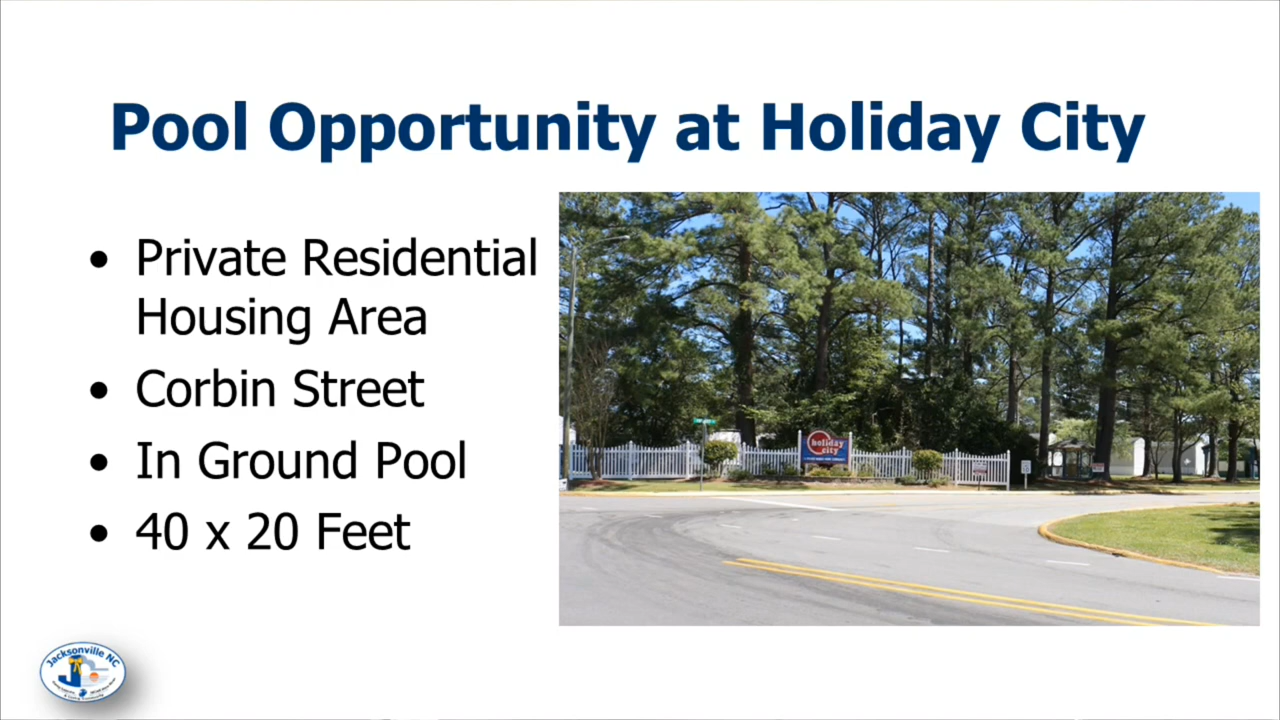 Pool Opportunity at Holiday City
• Private Residential
Housing Area
• Corbin Street
• In Ground Pool
• 40 x 20 Feet
holiday
city
Jacksonville NC